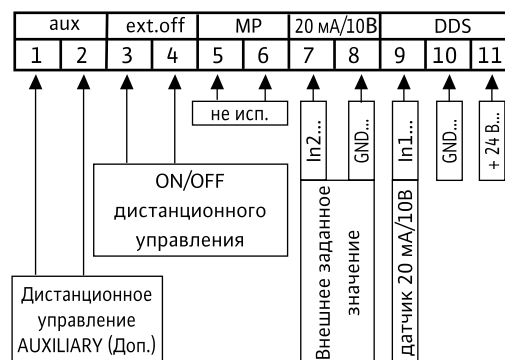 aux ext.off MP 20 мА/10В DDS
1 2 3 4 5 6 7 8 9 10 11
не исп.
In2...
GND...
In1...
GND...
+ 24 В...
ON/OFF
дистанционного
управления
Внешнее заданное
значение
датчик 20 мА/10В
Дистанционное
управление
AUXILIARY (Доп.)